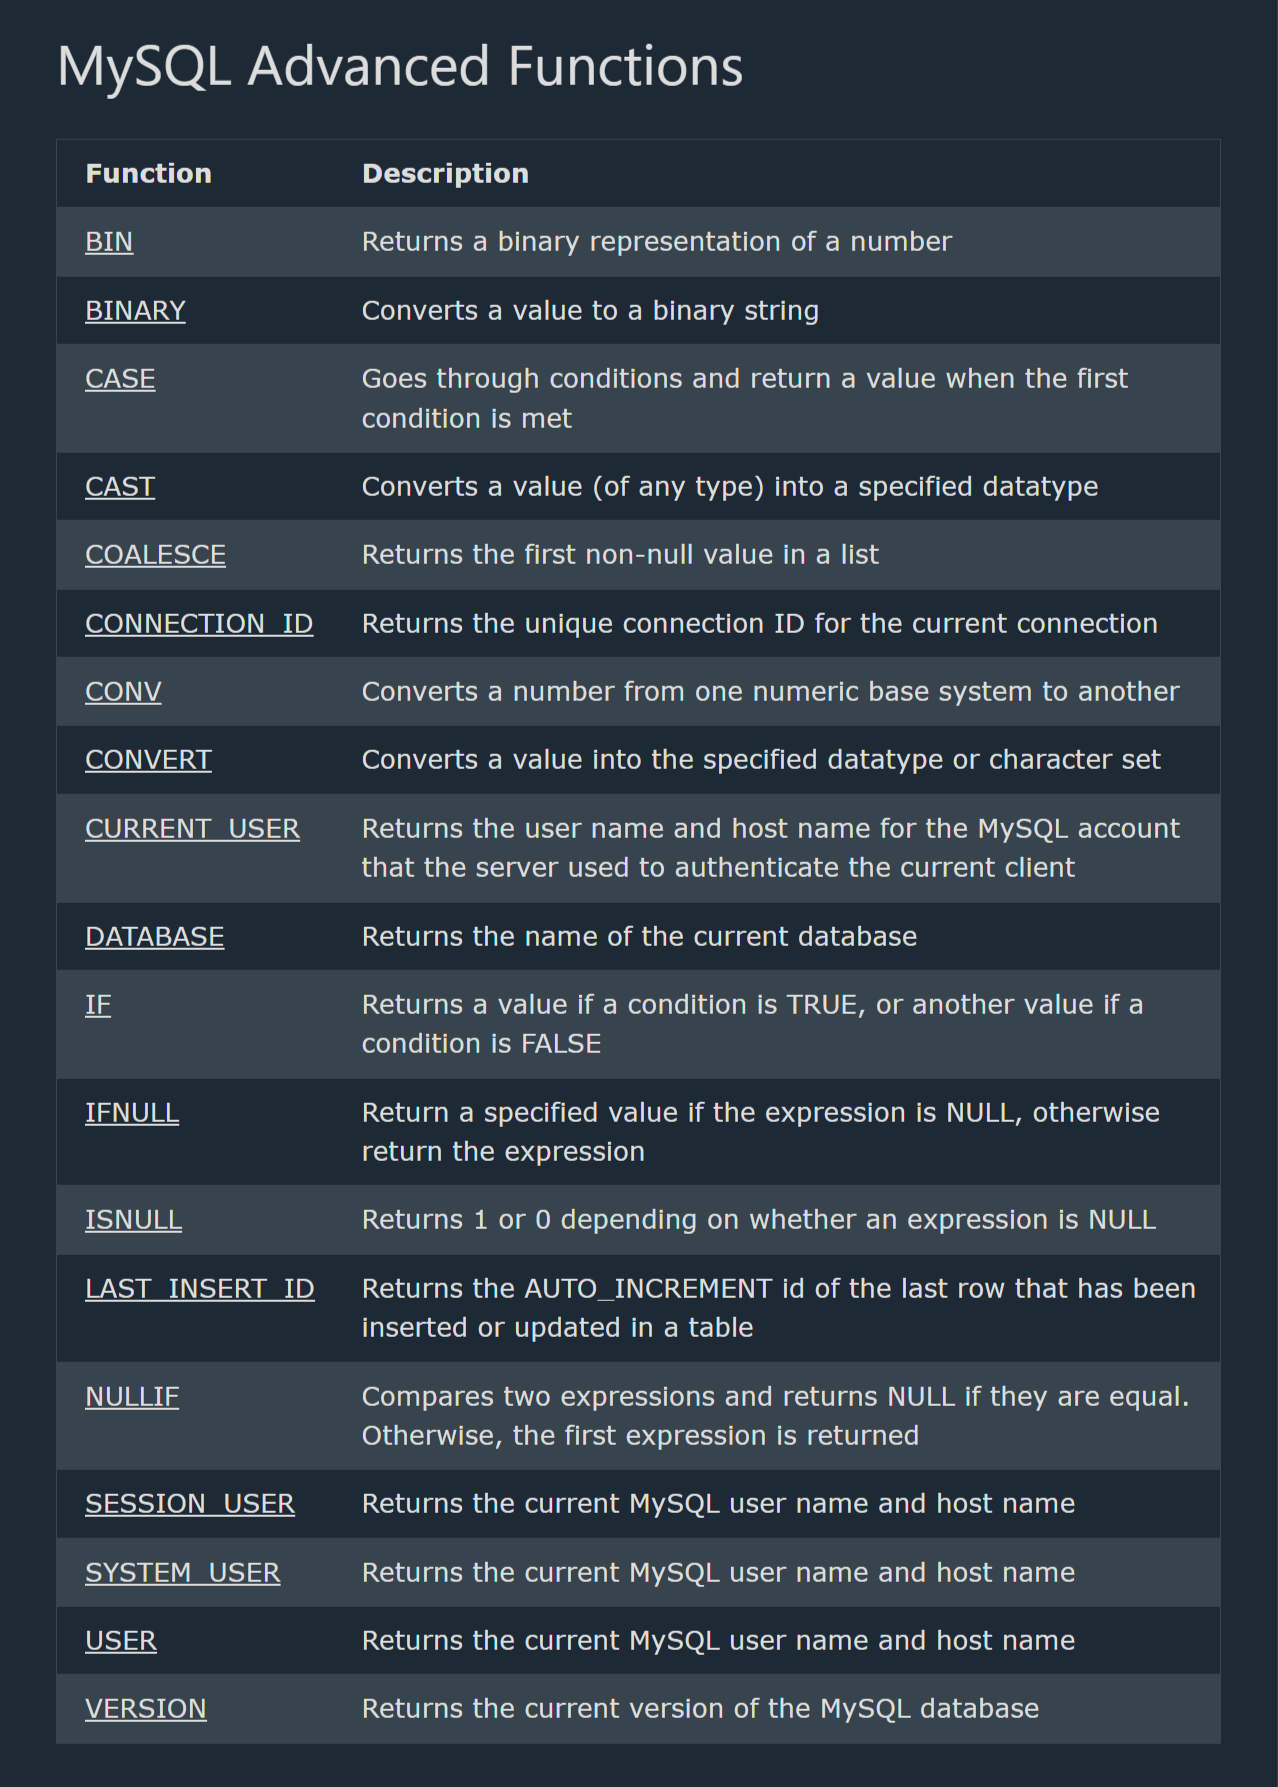 MySQL Advanced Functions
Function Description
BIN Returns a binary representation of a number
BINARY Converts a value to a binary string
CASE Goes through conditions and return a value when the first
condition is met
CAST Converts a value (of any type) into a specified datatype
COALESCE Returns the first non-null value in a list
CONNECTION_ID Returns the unique connection ID for the current connection
CONV Converts a number from one numeric base system to another
CONVERT Converts a value into the specified datatype or character set
CURRENT_USER Returns the user name and host name for the MySQL account
that the server used to authenticate the current client
DATABASE Returns the name of the current database
IF Returns a value if a condition is TRUE, or another value if a
condition is FALSE
IFNULL Return a specified value if the expression is NULL, otherwise
return the expression
ISNULL Returns 1 or 0 depending on whether an expression is NULL
LAST_INSERT_ID Returns the AUTO_INCREMENT id of the last row that has been
inserted or updated in a table
NULLIF Compares two expressions and returns NULL if they are equal.
Otherwise, the first expression is returned
SESSION_USER Returns the current MySQL user name and host name
SYSTEM_USER Returns the current MySQL user name and host name
USER Returns the current MySQL user name and host name
VERSION Returns the current version of the MySQL database